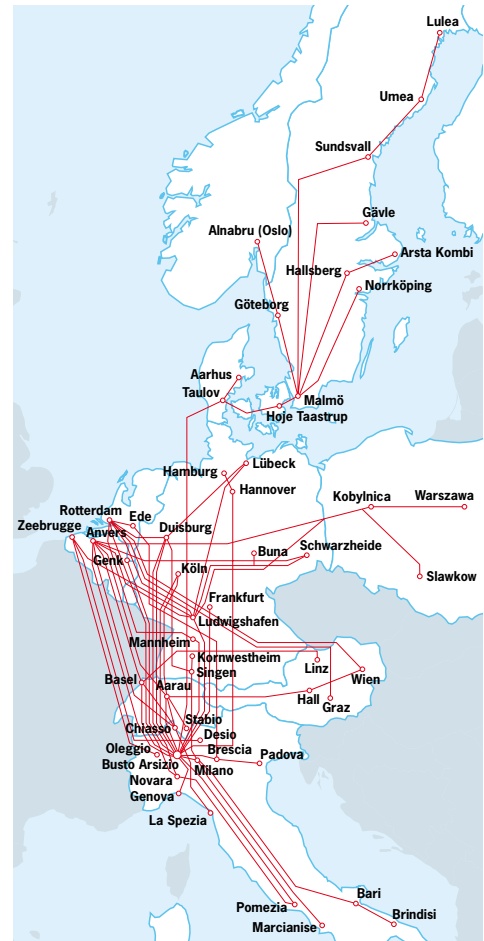 Lulea
Umea
Sundsvall
Gävle
Alnabru (Oslo)
Arsta Kombi
Hallsberg
Norrköping
Göteborg
Aarhus
Taulov
Malmö
Hoje Taastrup
Lübeck
Hamburg
Hannover
Kobylnica
Warszawa
Rotterdam
Ede
Zeebrugge
Anvers
Duisburg
Buna
Schwarzheide
Genk
Köln
Slawkow
Frankfurt
Ludwigshafen
Mannheim
Kornwestheim
Singen
Linz
Wien
Basel
Aarau
Hall
Graz
Stabio
Chiasso
Desio
Oleggio
Brescia
Padova
Busto Arsizio
Milano
Novara
Genova
La Spezia
Bari
Pomezia
Brindisi
Marcianise